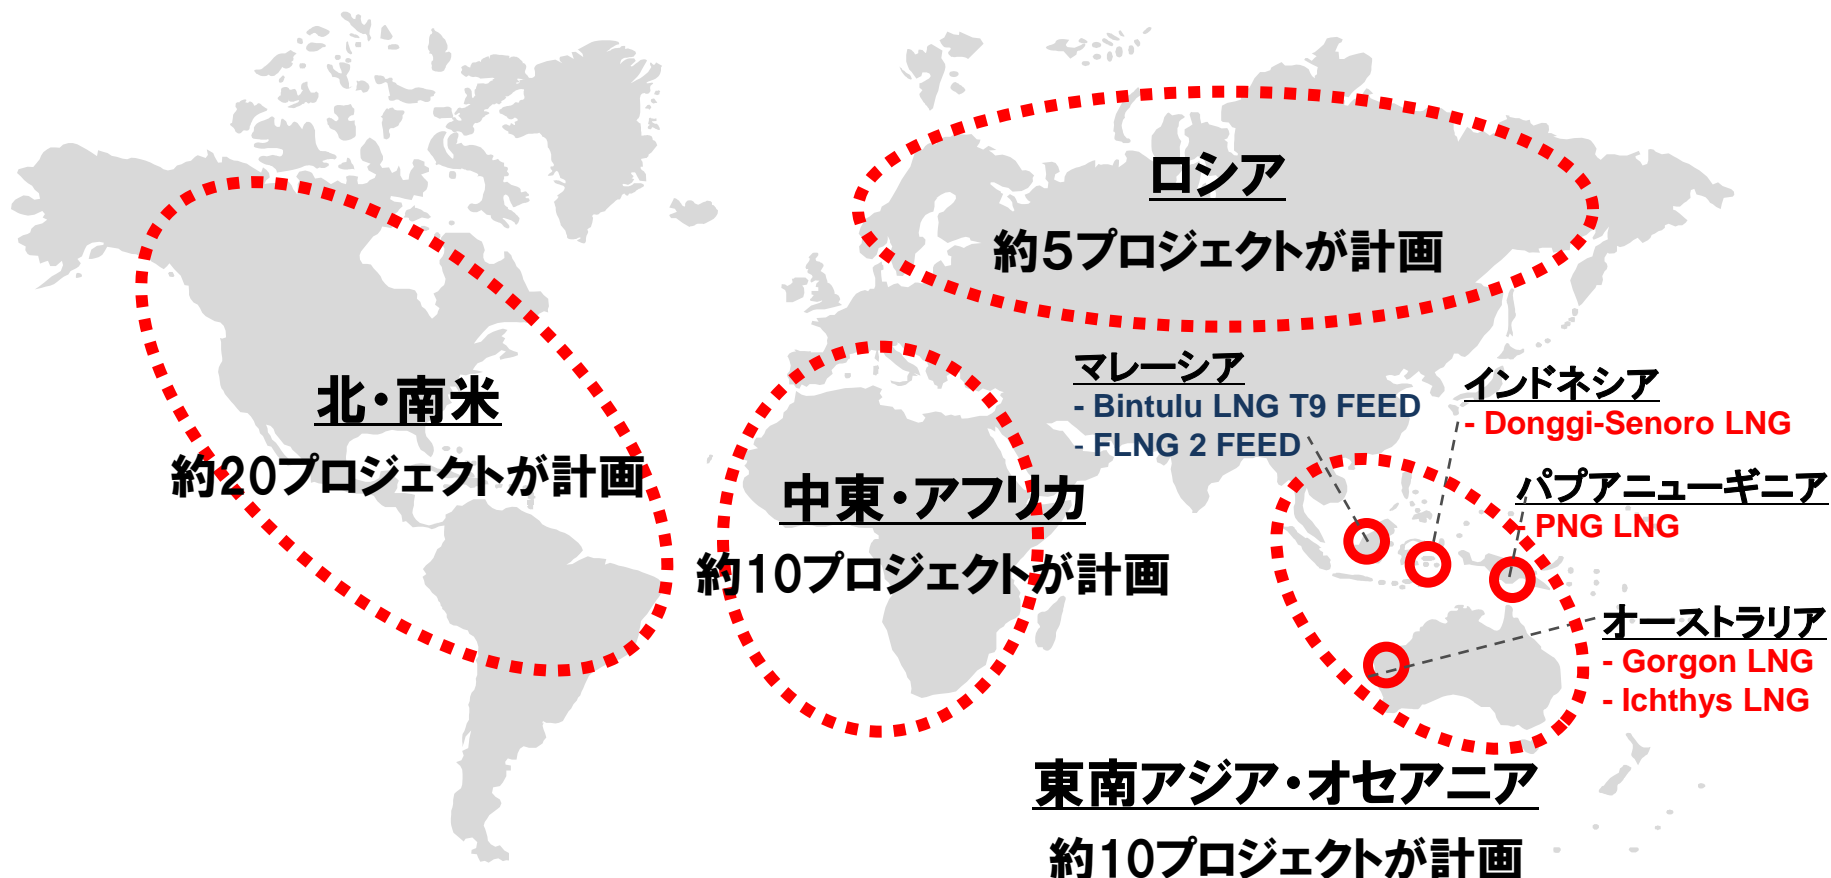 ロシア
約5プロジェクトが計画
マレーシア
- Bintulu LNG T9 FEED
- FLNG 2 FEED
インドネシア
- Donggi-Senoro LNG
北・南米
約20プロジェクトが計画
中東・アフリカ
約10プロジェクトが計画
パプアニューギニア
- PNG LNG
オーストラリア
- Gorgon LNG
- Ichthys LNG
東南アジア・オセアニア
約10プロジェクトが計画